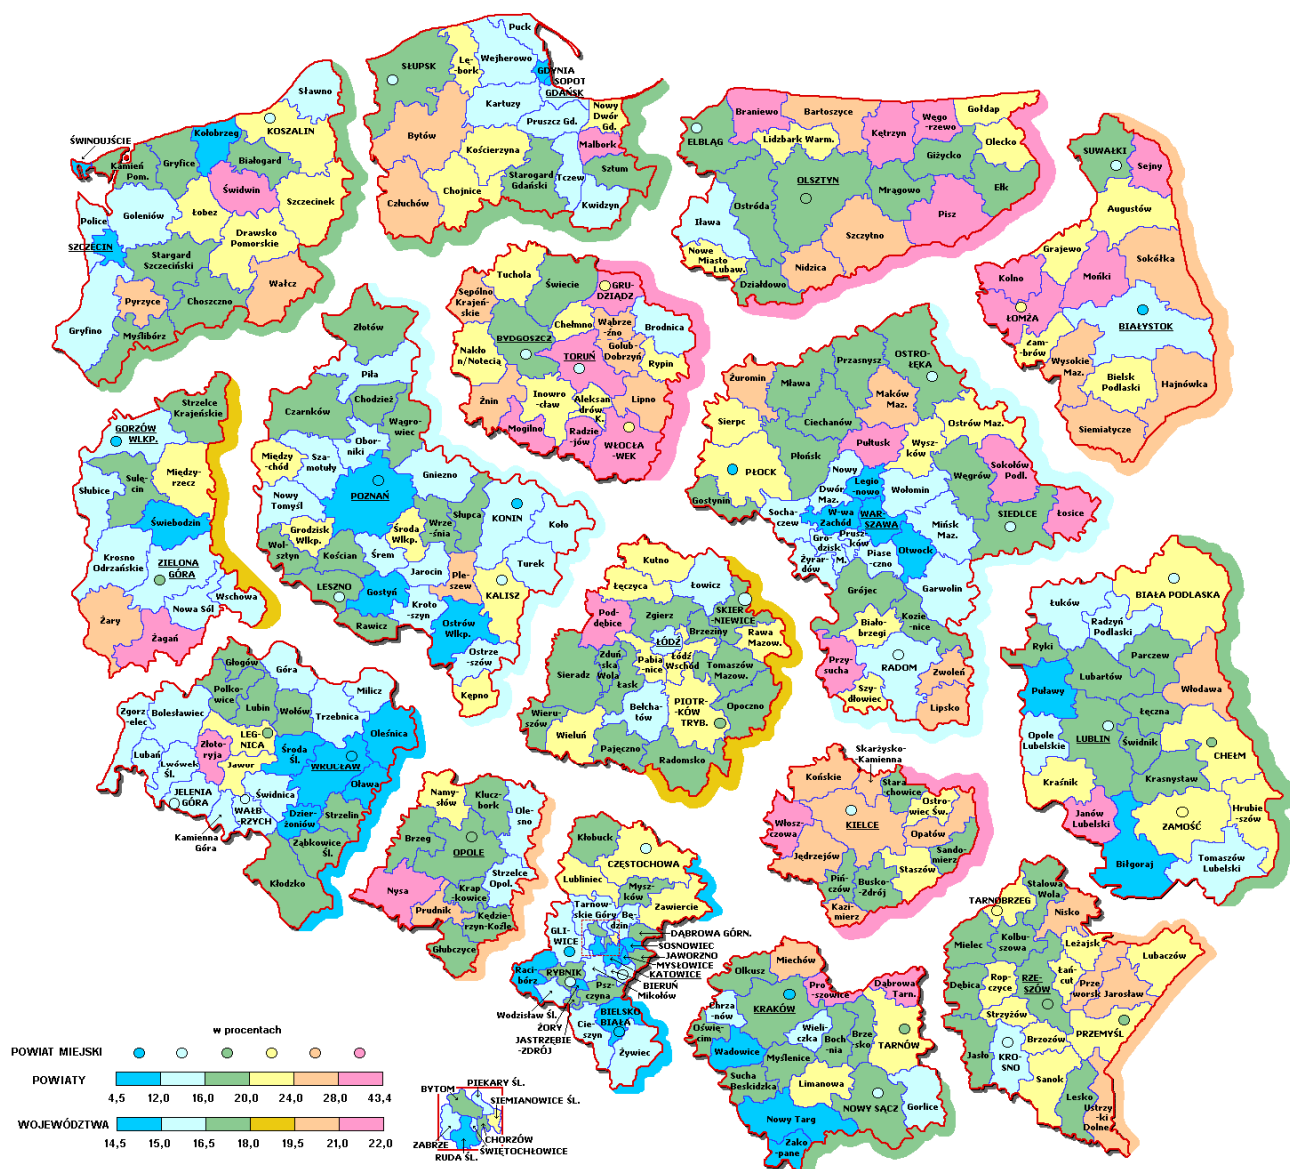 Puck
SŁUPSK
Lę-
-bork
Wejherowo
GDYNIA
SOPOT
GDAŃSK
Kartuzy
Nowy
Dwór
Gd.
Pruszcz Gd.
Bytów
Kościerzyna
Malbork
Sztum
Starogard
Gdański
Tczew
Chojnice
Człuchów
Kwidzyn
Sławno
KOSZALIN
Kołobrzeg
ŚWINOUJŚCIE
Kamień
Pom.
Gryfice
Białogard
Świdwin
Szczecinek
Goleniów
Łobez
Police
SZCZECIN
Drawsko
Pomorskie
Stargard
Szczeciński
Wałcz
Pyrzyce
Choszczno
Gryfino
Myślibórz
Braniewo
Bartoszyce
Węgo
-rzewo
Gołdap
ELBLĄG
Lidzbark Warm.
Kętrzyn
Olecko
Giżycko
OLSZTYN
Mrągowo
Ełk
Ostróda
Pisz
Iława
Szczytno
Nowe
Miasto
Lubaw.
Nidzica
Działdowo
SUWAŁKI
Sejny
Augustów
Grajewo
Sokółka
Kolno
Mońki
ŁOMŻA
BIAŁYSTOK
Zam-
-brów
Wysokie
Maz.
Bielsk
Podlaski
Hajnówka
Siemiatycze
Tuchola
Sępólno
Krajeń-
skie
Świecie
GRU-
DZIĄDZ
Chełmno
Wąbrze
-źno
Brodnica
BYDGOSZCZ
Golub-
Dobrzyń
TORUŃ
Nakło
n/Notecią
Rypin
Inowro
-cław
Aleksan-
drów
K.
Lipno
Żnin
Mogilno
Radzie
-jów
WŁOCŁA
-WEK
Złotów
Piła
Czarnków
Chodzież
Wągro-
wiec
Obor-
niki
Między
-chód
Sza-
motuły
Gniezno
POZNAŃ
Nowy
Tomyśl
Słupca
KONIN
Koło
Wrze
-śnia
Grodzisk
Wlkp.
Środa
Wlkp.
Wol-
sztyn
Kościan
Śrem
Turek
Jarocin
Ple-
szew
LESZNO
Gostyń
KALISZ
Kroto
-szyn
Rawicz
Ostrów
Wlkp.
Ostrze
-szów
Kępno
Strzelce
Krajeńskie
GORZÓW
WLKP.
Między-
rzecz
Sulę-
cin
Słubice
Świebodzin
Krosno
Odrzańskie
ZIELONA
GÓRA
Wschowa
Nowa Sól
Żary
Żagań
Żuromin
Mława
Przasnysz
OSTRO-
ŁĘKA
Maków
Maz.
Ciechanów
Ostrów Maz.
Sierpc
Pułtusk
Wysz-
ków
Płońsk
PŁOCK
Węgrów
Sokołów
Podl.
Nowy
Dwór
Maz.
Legio-
-nowo
Wołomin
Gostynin
Łosice
Socha-
czew
W-wa
Zachód
WAR-
SZAWA
SIEDLCE
Mińsk
Maz.
Prusz-
ków
Gro-
dzisk
M.
Otwock
Piase
-czno
Żyrar-
dów
Garwolin
Grójec
Kozie-
nice
Biało-
brzegi
RADOM
Przy-
sucha
Zwoleń
Szy-
dłowiec
Lipsko
Kutno
Łęczyca
Łowicz
Pod-
dębice
Zgierz
SKIER
-NIEWICE
ŁÓDŹ
Brzeziny
Rawa
Mazow.
Zduń
ska
Wola
Pabia
-nice
Łódź
Wschód
Sieradz
Łask
Tomaszów
Mazow.
Bełcha-
tów
PIOTR-
KÓW
TRYB.
Opoczno
Wieru-
szów
Wieluń
Pajęczno
Radomsko
BIAŁA PODLASKA
Łuków
Radzyń
Podlaski
Ryki
Parczew
Lubartów
Włodawa
Puławy
Łęczna
Opole
Lubelskie
LUBLIN
Świdnik
CHEŁM
Krasnystaw
Kraśnik
Janów
Lubelski
ZAMOŚĆ
Hrubie-
szów
Biłgoraj
Tomaszów
Lubelski
Głogów
Góra
Polko-
wice
Lubin
Milicz
Zgorz
-elec
Bolesławiec
Wołów
Trzebnica
LEG-
NICA
Oleśnica
Lubań
Złoto-
ryja
Środa
Śl.
Lwówek
Śl.
Jawor
WROCŁAW
Oława
JELENIA
GÓRA
Świdnica
WAŁB-
RZYCH
Dzier-
żoniów
Strzelin
Kamienna
Góra
Ząbkowice
Śl.
Kłodzko
Namy-
słów
Klucz-
bork
Ole-
sno
Brzeg
OPOLE
Strzelce
Opol.
Nysa
Krap
-kowice
Prudnik
Kędzie-
rzyn-Koźle
Głubczyce
Kłobuck
CZĘSTOCHOWA
Lubliniec
Mysz-
ków
Zawiercie
Tarnow-
skie Góry
Bę-
dzin
GLI-
WICE
DĄBROWA GÓRN.
SOSNOWIEC
JAWORZNO
MYSŁOWICE
KATOWICE
BIERUŃ
Mikołów
Raci-
bórz
RYBNIK
Psz-
czyna
Wodzisław Śl.
ŻORY
JASTRZĘBIE
-ZDRÓJ
BIELSKO
BIAŁA
Cie-
szyn
Żywiec
Skarżysko-
Kamienna
Końskie
Stara
chowice
Włosz-
czowa
KIELCE
Ostro-
wiec Św.
Opatów
Jędrzejów
Sando-
mierz
Staszów
Piń-
czów
Busko-
-Zdrój
Kazi-
mierz
Miechów
Olkusz
Pro-
szowice
Dąbrowa
Tarn.
Chrza-
nów
KRAKÓW
Oświę-
cim
Wieli-
czka
Boch-
nia
Brze-
sko
TARNÓW
Wadowice
Myślenice
Sucha
Beskidzka
Limanowa
NOWY SĄCZ
Gorlice
Nowy Targ
Zako-
-pane
Stalowa
Wola
TARNOBRZEG
Nisko
Mielec
Kolbu-
szowa
Leżajsk
Lubaczów
Dębica
Rop-
czyce
RZE-
SZÓW
Łań-
cut
Prze
worsk
Jarosław
Strzyżów
PRZEMYŚL
Jasło
KRO-
SNO
Brzozów
Sanok
Lesko
Ustrzy
-ki
Dolne
w procentach
POWIAT MIEJSKI
POWIATY
4,5 12,0 16,0 20,0 24,0 28,0 43,4
WOJEWÓDZTWA
14,5 15,0 16,5 18,0 19,5 21,0 22,0
BYTOM
PIEKARY ŚL.
SIEMIANOWICE ŚL.
ZABRZE
CHORZÓW
ŚWIĘTOCHŁOWICE
RUDA ŚL.